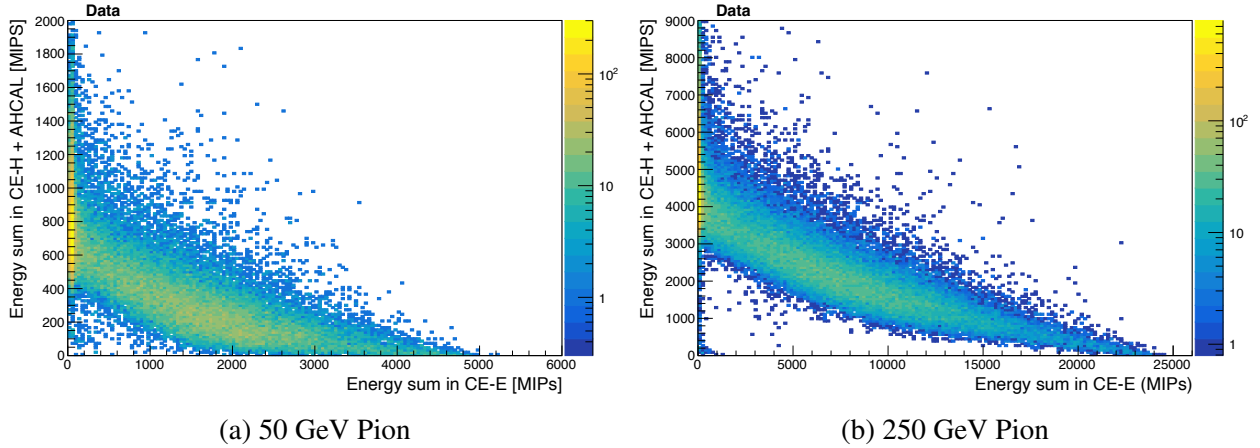 Data
Energy sum in CE-H + AHCAL [MIPS]
2000
1800
1600
1400
1200
1000
800
600
400
200
0
0 1000 2000 3000 4000 5000 6000
Energy sum in CE-E [MIPs]
10²
10
1
(a) 50 GeV Pion
Data
Energy sum in CE-H + AHCAL [MIPS]
9000
8000
7000
6000
5000
4000
3000
2000
1000
0
0 5000 10000 15000 20000 25000
Energy sum in CE-E (MIPs)
10²
10
1
(b) 250 GeV Pion